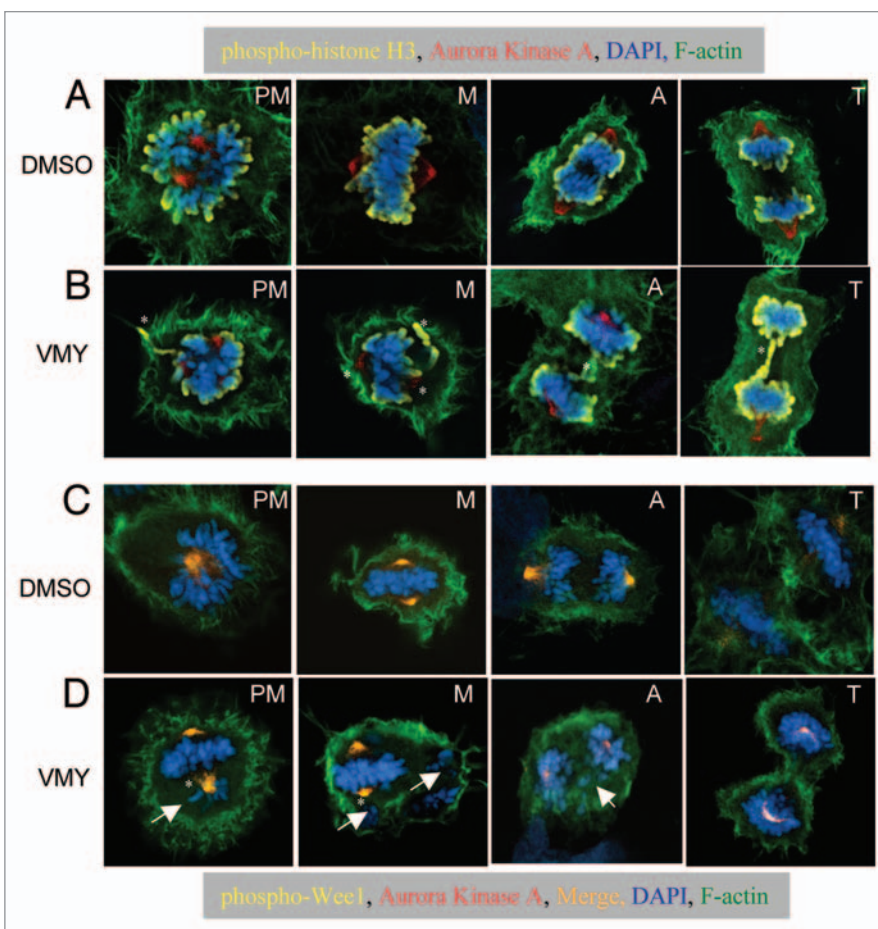 phospho-histone H3, Aurora Kinase A, DAPI, F-actin
A
DMSO
PM M A T
B
VMY
PM M A T
* * * * * *
C
DMSO
PM M A T
D
VMY
PM M A T
* *
phospho-Wee1, Aurora Kinase A, Merge, DAPI, F-actin